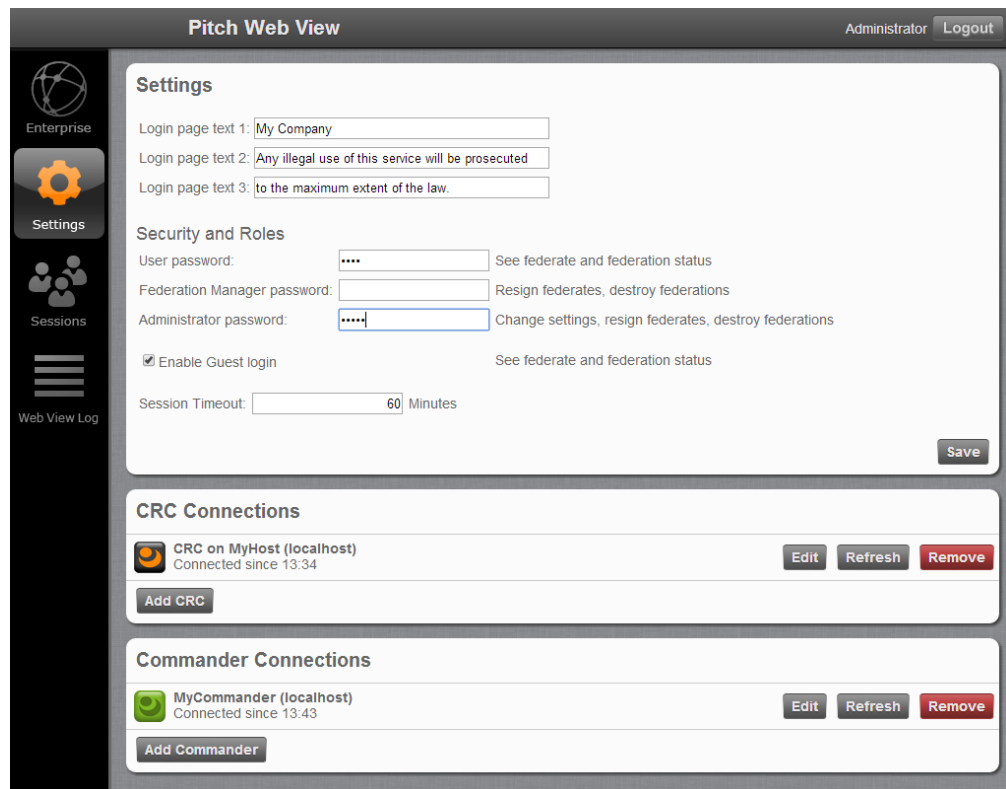 Pitch Web View
Administrator Logout
Enterprise
Settings
Sessions
Web View Log
Settings
Login page text 1: My Company
Login page text 2: Any illegal use of this service will be prosecuted
Login page text 3: to the maximum extent of the law.
Security and Roles
User password: •••• See federate and federation status
Federation Manager password: Resign federates, destroy federations
Administrator password: ••••• Change settings, resign federates, destroy federations
Enable Guest login See federate and federation status
Session Timeout: 60 Minutes
Save
CRC Connections
CRC on MyHost (localhost)
Connected since 13:34
Edit Refresh Remove
Add CRC
Commander Connections
MyCommander (localhost)
Connected since 13:43
Edit Refresh Remove
Add Commander